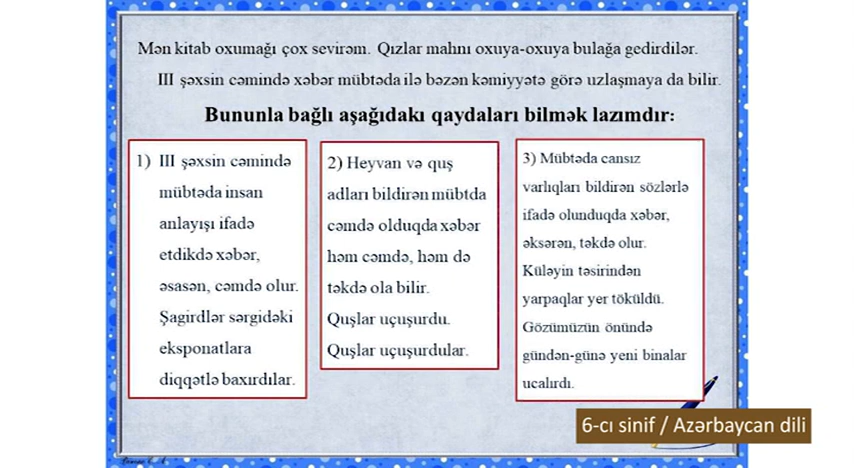 Mən kitab oxumağı çox sevirəm. Qızlar mahnı oxuya-oxuya bulağa gedirdilər.
III şəxsin cəmində xəbər mübtəda ilə bəzən kəmiyyətə görə uzlaşmaya da bilir.
Bununla bağlı aşağıdakı qaydaları bilmək lazımdır:
1) III şəxsin cəmində
mübtəda insan
anlayışı ifadə
etdikdə xəbər,
əsasən, cəmdə olur.
Şagirdlər sərgidəki
eksponatlara
diqqətlə baxırdılar.
2) Heyvan və quş
adları bildirən mübtda
cəmdə olduqda xəbər
həm cəmdə, həm də
təkdə ola bilir.
Quşlar uçuşurdu.
Quşlar uçuşurdular.
3) Mübtəda cansız
varlıqları bildirən sözlərlə
ifadə olunduqda xəbər,
əksərən, təkdə olur.
Küləyin təsirindən
yarpaqlar yer töküldü.
Gözümüzün önündə
gündən-günə yeni binalar
ucalırdı.
6-cı sinif / Azərbaycan dili